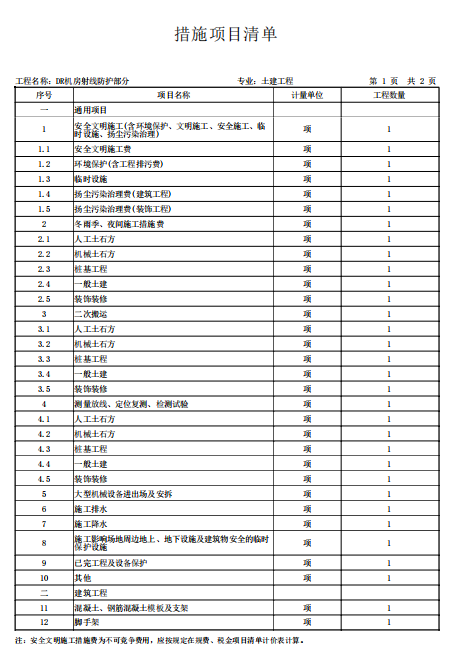 措施项目清单
工程名称：DR机房射线防护部分 专业：土建工程 第 1 页 共 2 页
序号 项目名称 计量单位 工程数量
一 通用项目
1 安全文明施工(含环境保护、文明施工、安全施工、临时设施、扬尘污染治理) 项 1
1.1 安全文明施工费 项 1
1.2 环境保护(含工程排污费) 项 1
1.3 临时设施 项 1
1.4 扬尘污染治理费(建筑工程) 项 1
1.5 扬尘污染治理费(装饰工程) 项 1
2 冬雨季、夜间施工措施费 项 1
2.1 人工土石方 项 1
2.2 机械土石方 项 1
2.3 桩基工程 项 1
2.4 一般土建 项 1
2.5 装饰装修 项 1
3 二次搬运 项 1
3.1 人工土石方 项 1
3.2 机械土石方 项 1
3.3 桩基工程 项 1
3.4 一般土建 项 1
3.5 装饰装修 项 1
4 测量放线、定位复测、检测试验 项 1
4.1 人工土石方 项 1
4.2 机械土石方 项 1
4.3 桩基工程 项 1
4.4 一般土建 项 1
4.5 装饰装修 项 1
5 大型机械设备进出场及安拆 项 1
6 施工排水 项 1
7 施工降水 项 1
8 施工影响场地周边地上、地下设施及建筑物安全的临时保护设施 项 1
9 已完工程及设备保护 项 1
10 其他 项 1
二 建筑工程
11 混凝土、钢筋混凝土模板及支架 项 1
12 脚手架 项 1
注：安全文明施工措施费为不可竞争费用，应按规定在规费、税金项目清单计价表计算。